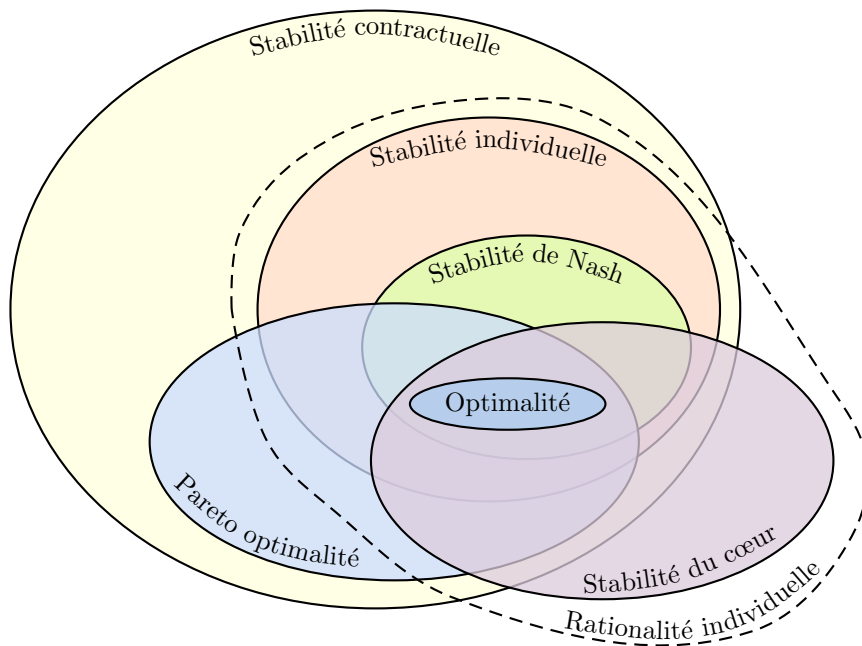 Stabilité contractuelle
Stabilité individuelle
Stabilité de Nash
Optimalité
Pareto optimalité
Stabilité du cœur
Rationalité individuelle